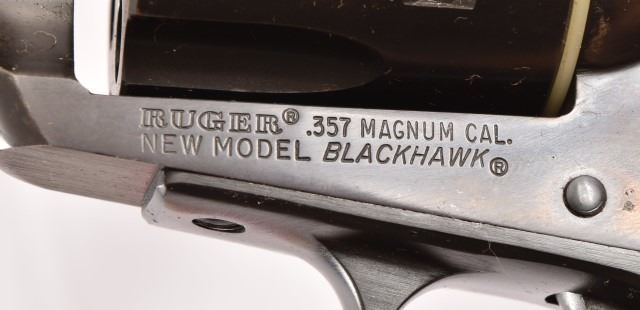 RUGER® .357 MAGNUM CAL.
NEW MODEL BLACKHAWK®